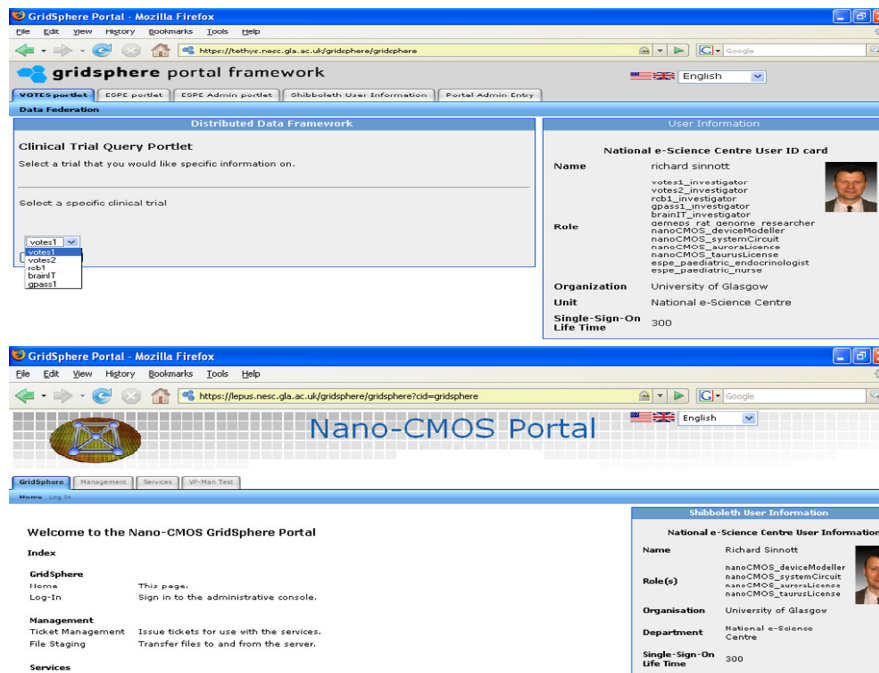 GridSphere Portal - Mozilla Firefox
File Edit View History Bookmarks Tools Help
https://tethys.nesc.gla.ac.uk/gridsphere/gridsphere
Google
gridsphere portal framework
English
VOTES portlet ESPE portlet ESPE Admin portlet Shibboleth User Information Portal Admin Entry
Data Federation
Distributed Data Framework
Clinical Trial Query Portlet
Select a trial that you would like specific information on.
Select a specific clinical trial
votes1
votes1
votes2
rcb1
brainIT
gpass1
User Information
National e-Science Centre User ID card
Name richard sinnott
Role
votes1_investigator
votes2_investigator
rcb1_investigator
gpass1_investigator
brainIT_investigator
gemeps_rat_genome_researcher
nanoCMOS_deviceModeller
nanoCMOS_systemCircuit
nanoCMOS_auroraLicense
nanoCMOS_taurusLicense
espe_paediatric_endocrinologist
espe_paediatric_nurse
Organization University of Glasgow
Unit National e-Science Centre
Single-Sign-On
Life Time 300
GridSphere Portal - Mozilla Firefox
File Edit View History Bookmarks Tools Help
https://lepus.nesc.gla.ac.uk/gridsphere/gridsphere?cid=gridsphere
Google
Nano-CMOS Portal
English
GridSphere Management Services VP-Man Test
Home Log In
Welcome to the Nano-CMOS GridSphere Portal
Index
GridSphere
Home This page.
Log-In Sign in to the administrative console.
Management
Ticket Management Issue tickets for use with the services.
File Staging Transfer files to and from the server.
Services
Shibboleth User Information
National e-Science Centre User Information
Name Richard Sinnott
Role(s)
nanoCMOS_deviceModeller
nanoCMOS_systemCircuit
nanoCMOS_auroraLicense
nanoCMOS_taurusLicense
Organisation University of Glasgow
Department National e-Science
Centre
Single-Sign-On
Life Time 300